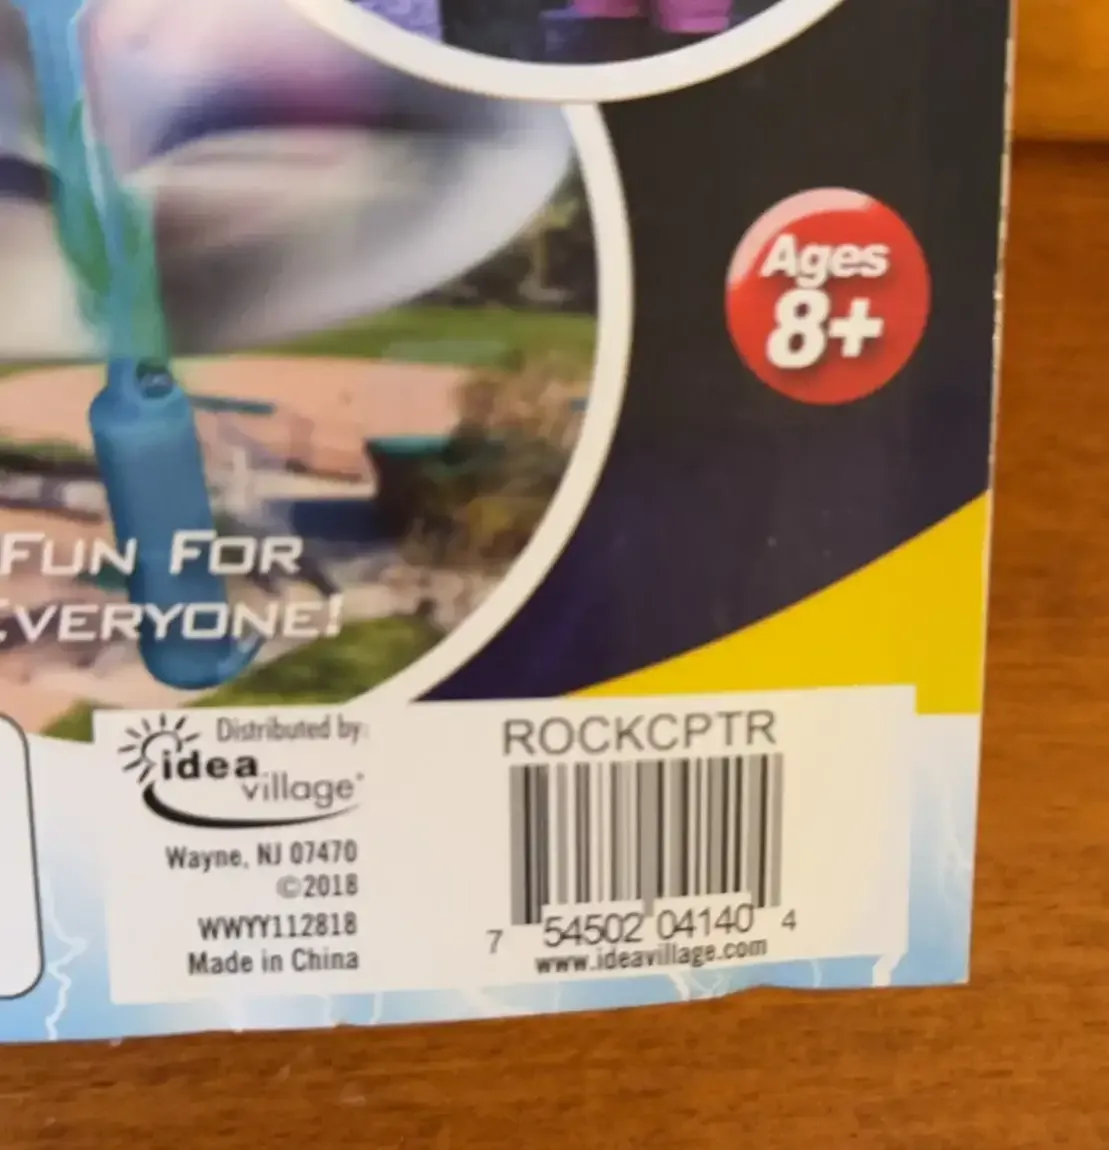 Ages
8+
FUN FOR
EVERYONE!
Distributed by:
idea
village®
Wayne, NJ 07470
©2018
WWYY112818
Made in China
ROCKCPTR
7 54502 04140 4
www.ideavillage.com